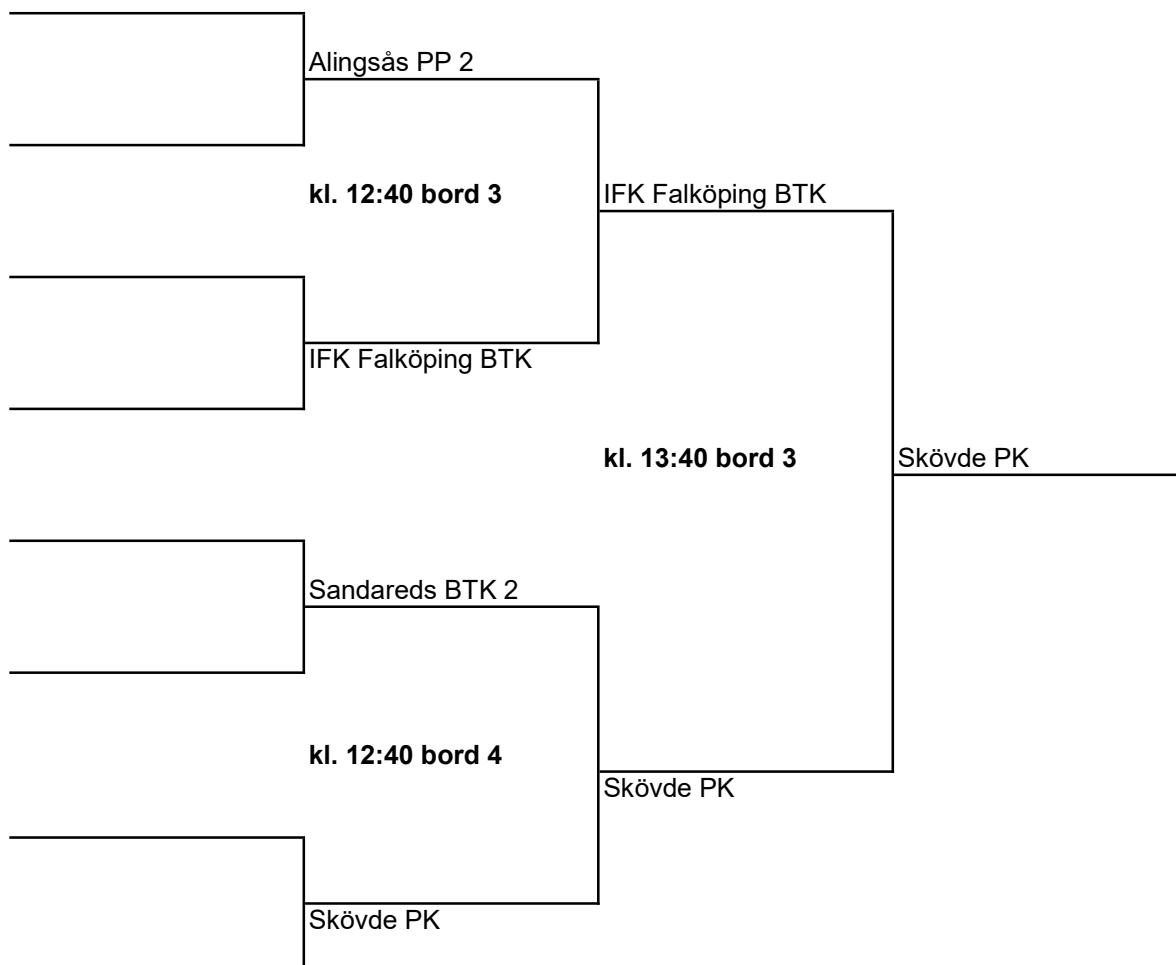 Alingsås PP 2
kl. 12:40 bord 3
IFK Falköping BTK
IFK Falköping BTK
kl. 13:40 bord 3
Skövde PK
Sandareds BTK 2
kl. 12:40 bord 4
Skövde PK
Skövde PK